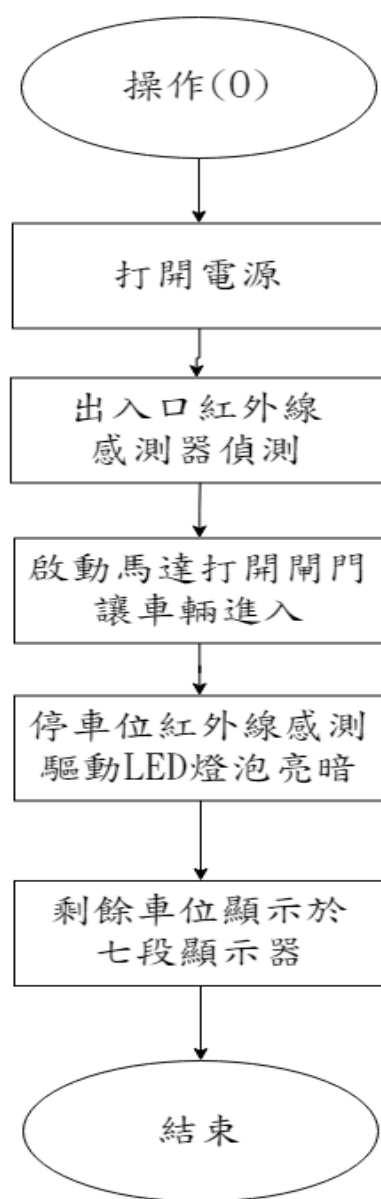 操作(O)
打開電源
出入口紅外線
感測器偵測
啟動馬達打開閘門
讓車輛進入
停車位紅外線感測
驅動LED燈泡亮暗
剩餘車位顯示於
七段顯示器
結束